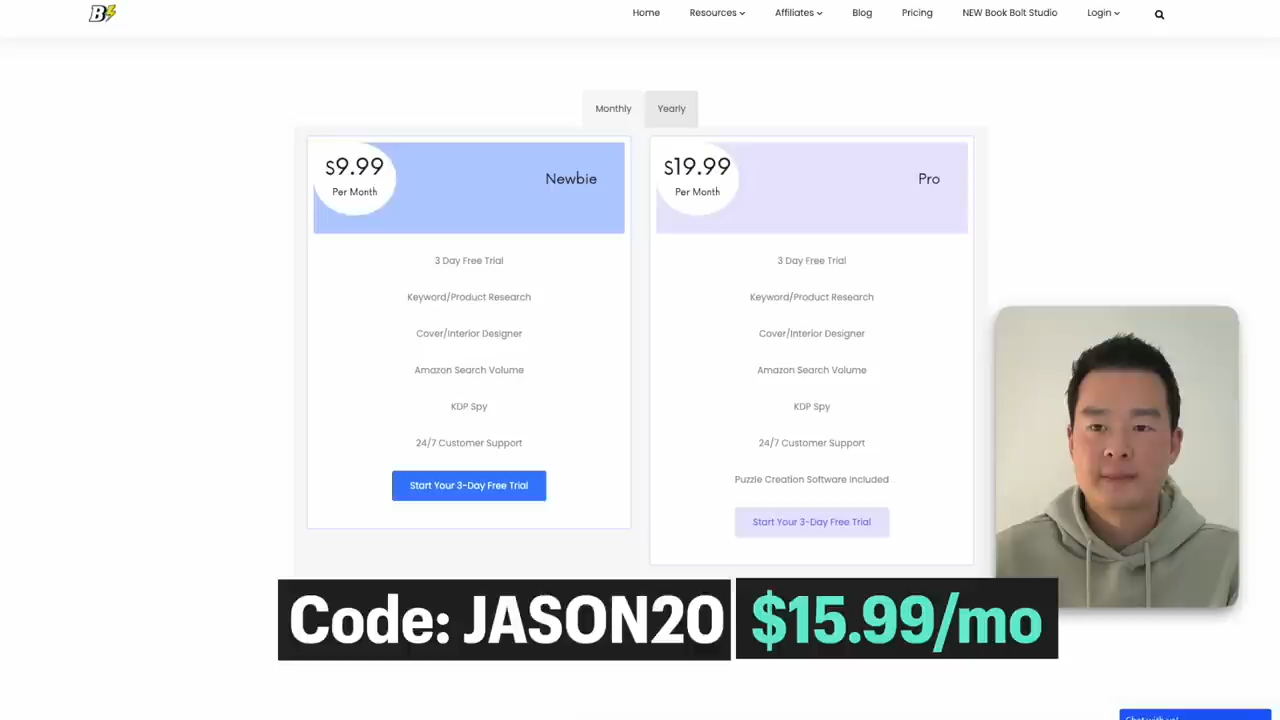 B
Home Resources Affiliates Blog Pricing NEW Book Bolt Studio Login
Monthly Yearly
$9.99
Per Month
Newbie
3 Day Free Trial
Keyword/Product Research
Cover/Interior Designer
Amazon Search Volume
KDP Spy
24/7 Customer Support
Start Your 3-Day Free Trial
$19.99
Per Month
Pro
3 Day Free Trial
Keyword/Product Research
Cover/Interior Designer
Amazon Search Volume
KDP Spy
24/7 Customer Support
Puzzle Creation Software Included
Start Your 3-Day Free Trial
Code: JASON20 $15.99/mo
Chat with us!